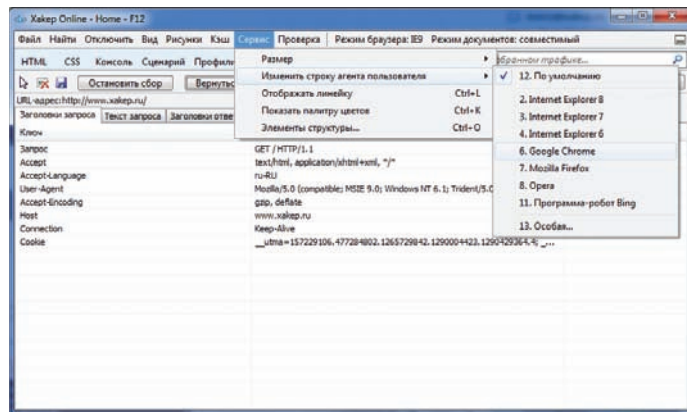 Xakep Online - Home - F12
Файл Найти Отключить Вид Рисунки Кэш Сервис Проверка Режим браузера: IE9 Режим документов: совместимый
HTML CSS Консоль Сценарий Профили
Остановить сбор
URL-адрес: http://www.xakep.ru/
Заголовки запроса Текст запроса Заголовки отве
Ключ
Запрос GET / HTTP/1.1
Accept text/html, application/xhtml+xml, */*
Accept-Language ru-RU
User-Agent Mozilla/5.0 (compatible; MSIE 9.0; Windows NT 6.1; Trident/5.0
Accept-Encoding gzip, deflate
Host www.xakep.ru
Connection Keep-Alive
Cookie __utma=157229106.477284802.1265729842.1290004423.1290429364.4; _...
Размер
Изменить строку агента пользователя
Отображать линейку Ctrl+L
Показать палитру цветов Ctrl+K
Элементы структуры... Ctrl+O
12. По умолчанию
2. Internet Explorer 8
3. Internet Explorer 7
4. Internet Explorer 6
6. Google Chrome
7. Mozilla Firefox
8. Opera
11. Программа-робот Bing
13. Особая...